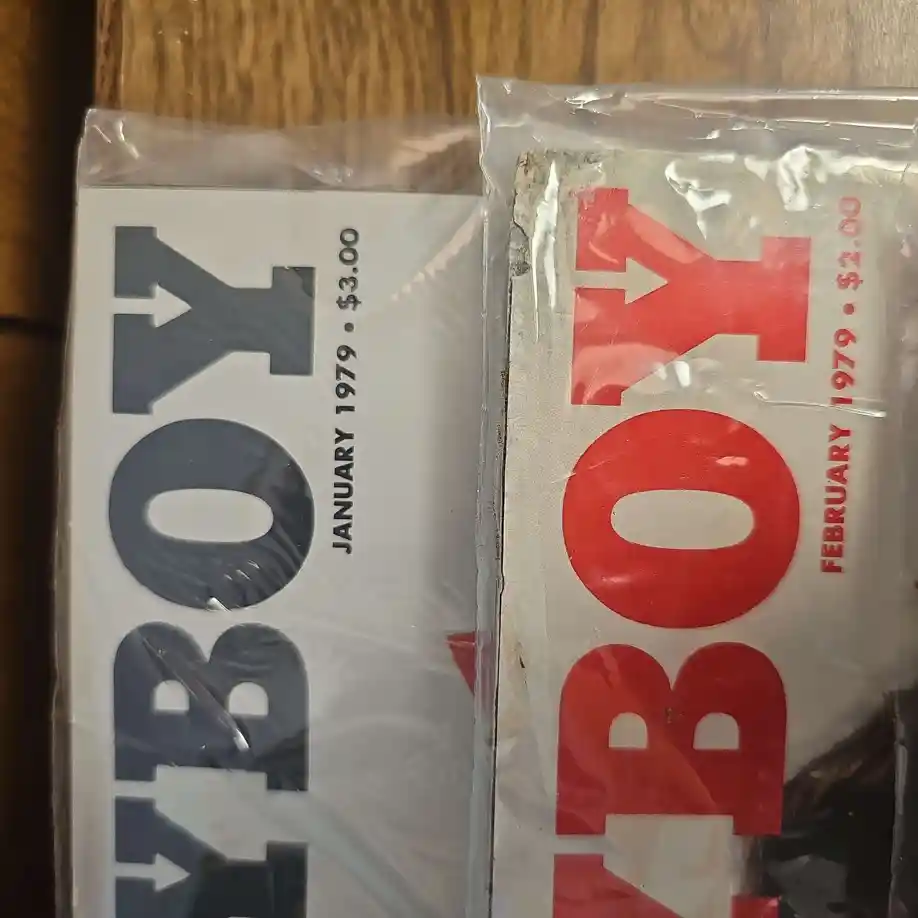 YBOY
JANUARY 1979 • $3.00
YBOY
FEBRUARY 1979 • $2.00